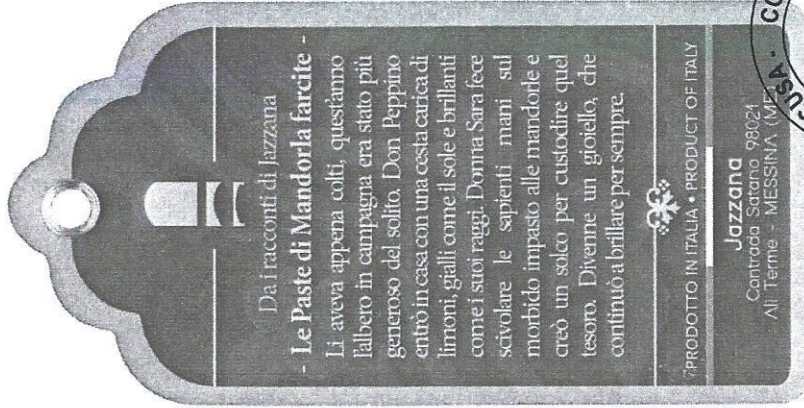 Da i racconti di Jazzana
- Le Paste di Mandorla farcite -
Li aveva appena colti, quest'anno
l'albero in campagna era stato più
generoso del solito. Don Peppino
entrò in casa con una cesta carica di
limoni, gialli come il sole e brillanti
come i suoi raggi. Donna Sara fece
scivolare le sapienti mani sul
morbido impasto alle mandorle e
creò un solco per custodire quel
tesoro. Divenne un gioiello, che
continuò a brillare per sempre.
PRODOTTO IN ITALIA • PRODUCT OF ITALY
Jazzana
Contrada Satano 98021
Alì Terme - MESSINA (ME
USA - CO